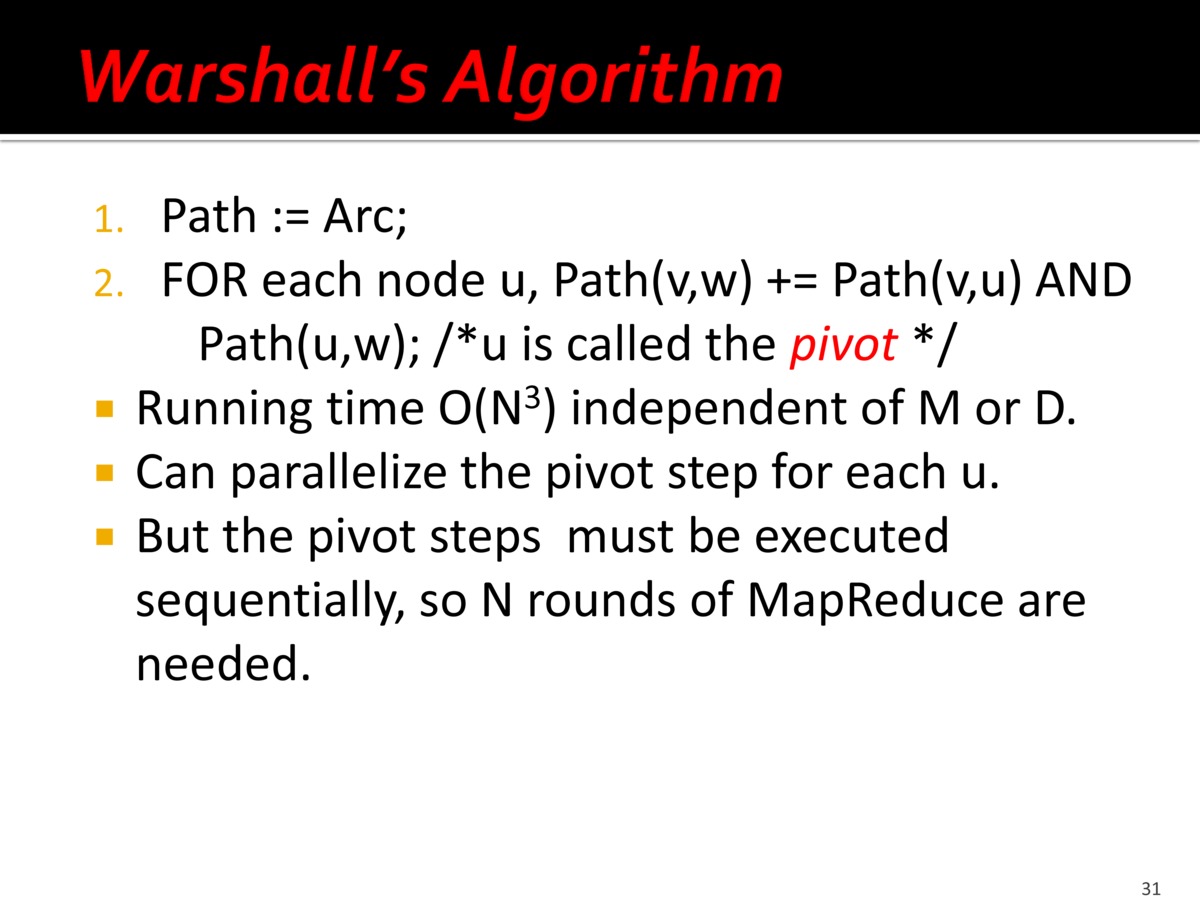 Warshall’s Algorithm
1. Path := Arc;
2. FOR each node u, Path(v,w) += Path(v,u) AND
Path(u,w); /*u is called the pivot */
▪ Running time O(N³) independent of M or D.
▪ Can parallelize the pivot step for each u.
▪ But the pivot steps  must be executed
sequentially, so N rounds of MapReduce are
needed.
31